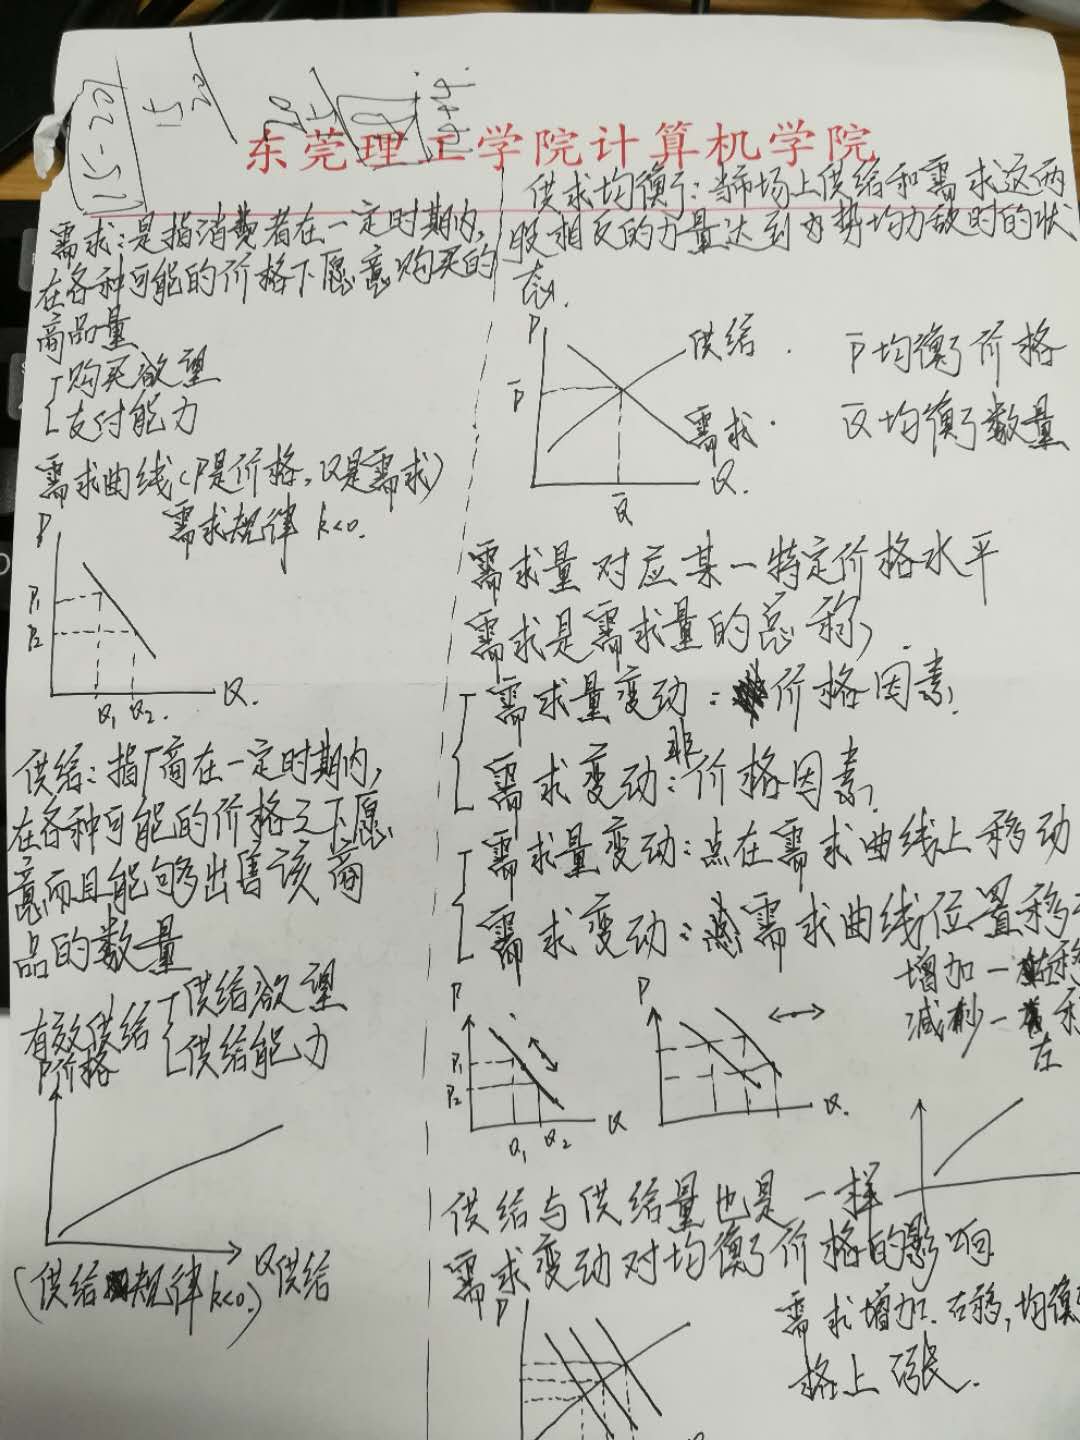 15-20
15
20
20
东莞理工学院计算机学院
需求:是指消费者在一定时期内,
在各种可能的价格下愿意购买的
商品量
购买欲望
支付能力
需求曲线(P是价格,Q是需求)
需求规律 k<0.
P
P1
P2
Q1 Q2.
Q.
供给:指厂商在一定时期内,
在各种可能的价格之下愿
意而且能够出售该商
品的数量
有效供给
供给欲望
供给能力
P价格
Q供给
(供给规律k<0.)
供求均衡:当市场上供给和需求这两
股相反的力量达到势均力敌时的状
态.
P
供给.
P̄
需求.
Q.
Q̄
P̄均衡价格
Q̄均衡数量
需求量对应某一特定价格水平
需求是需求量的总称,
需求量变动:价格因素,
需求变动:非价格因素,
需求量变动:点在需求曲线上移动
需求变动:需求曲线位置移
增加-移
减少-左移
P
P1
P2
Q1 Q2
Q
P
Q.
供给与供给量也是一样
需求变动对均衡价格的影响
需求增加.右移,均衡
格上涨.
P
Q